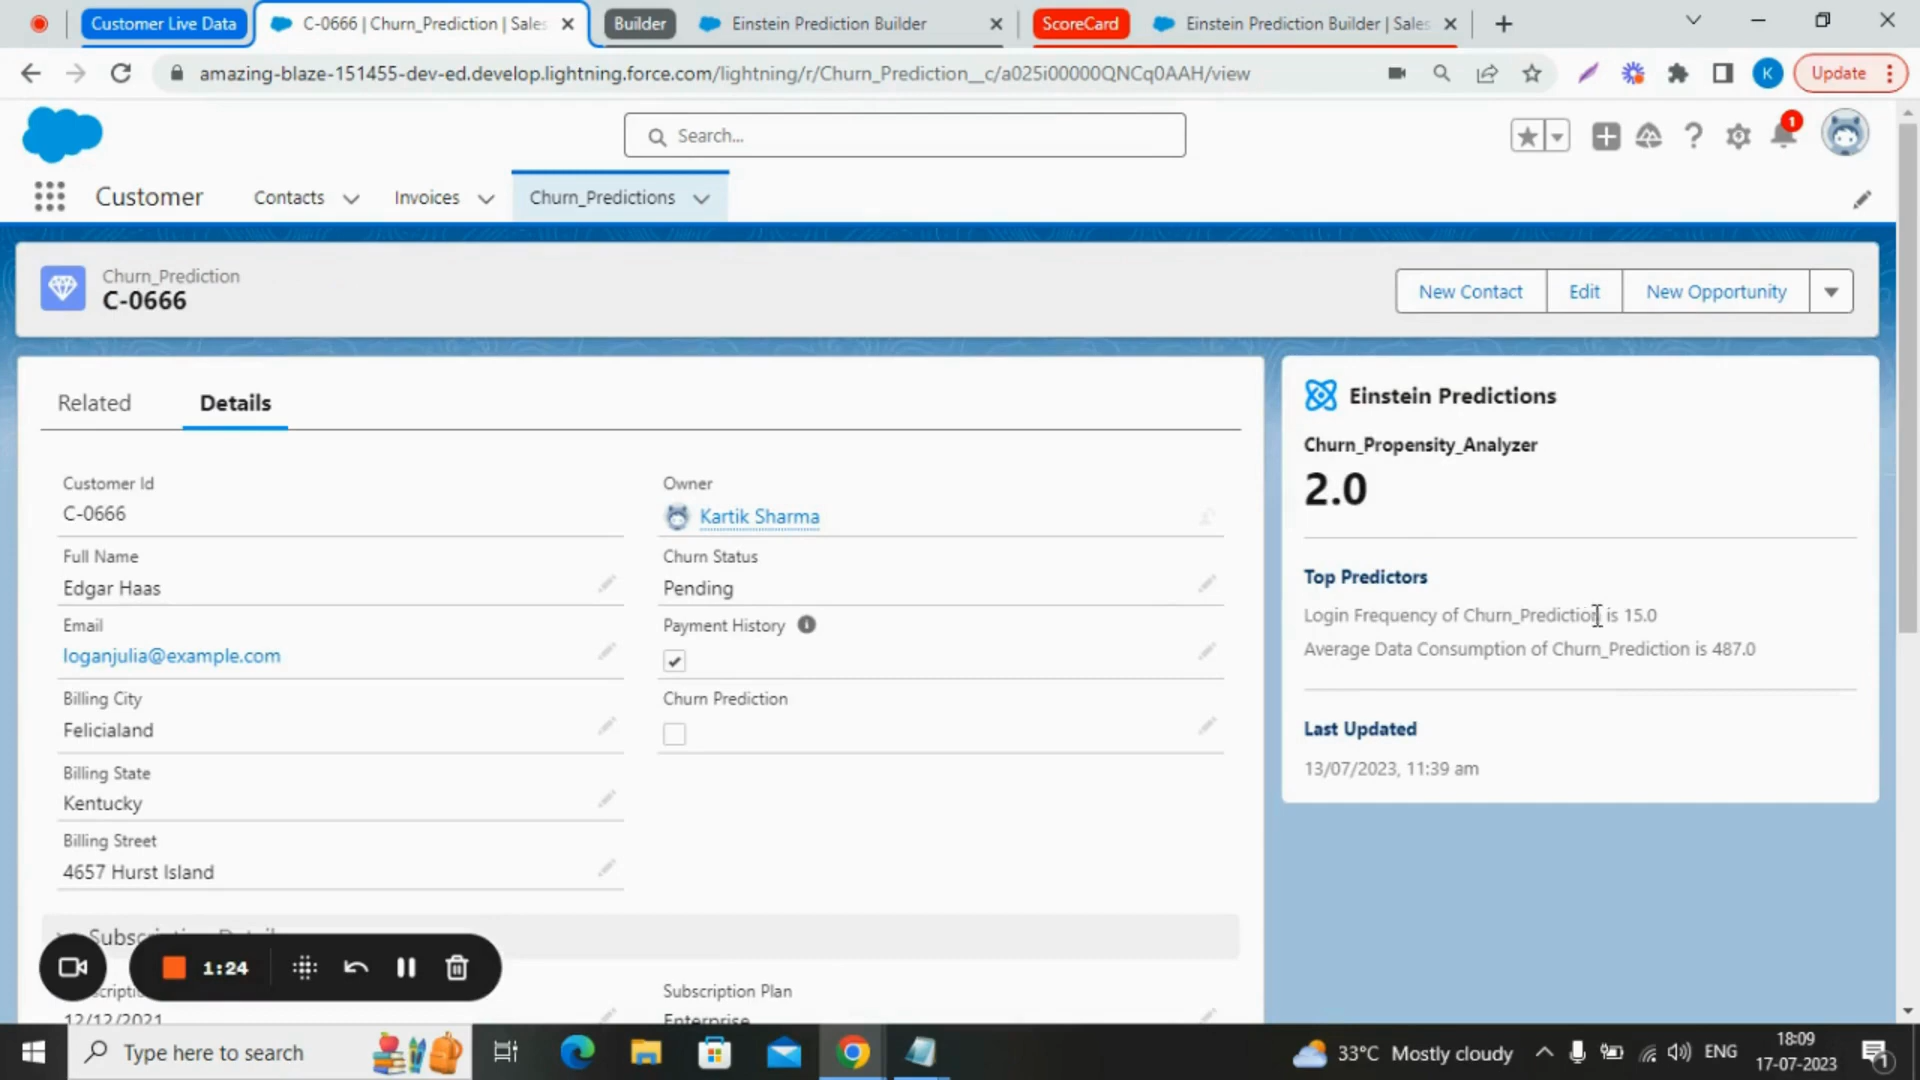 Customer Live Data
C-0666 | Churn_Prediction | Sales
Builder
Einstein Prediction Builder
ScoreCard
Einstein Prediction Builder | Sales
amazing-blaze-151455-dev-ed.develop.lightning.force.com/lightning/r/Churn_Prediction__c/a025i00000QNCq0AAH/view
K
Update
Search...
1
Customer
Contacts
Invoices
Churn_Predictions
Churn_Prediction
C-0666
New Contact
Edit
New Opportunity
Related
Details
Customer Id
C-0666
Owner
Kartik Sharma
Full Name
Edgar Haas
Churn Status
Pending
Email
loganjulia@example.com
Payment History
Billing City
Felicialand
Churn Prediction
Billing State
Kentucky
Billing Street
4657 Hurst Island
Einstein Predictions
Churn_Propensity_Analyzer
2.0
Top Predictors
Login Frequency of Churn_Prediction is 15.0
Average Data Consumption of Churn_Prediction is 487.0
Last Updated
13/07/2023, 11:39 am
1:24
12/12/2021
Subscription Plan
Enterprise
Type here to search
33°C Mostly cloudy
ENG
18:09
17-07-2023
1